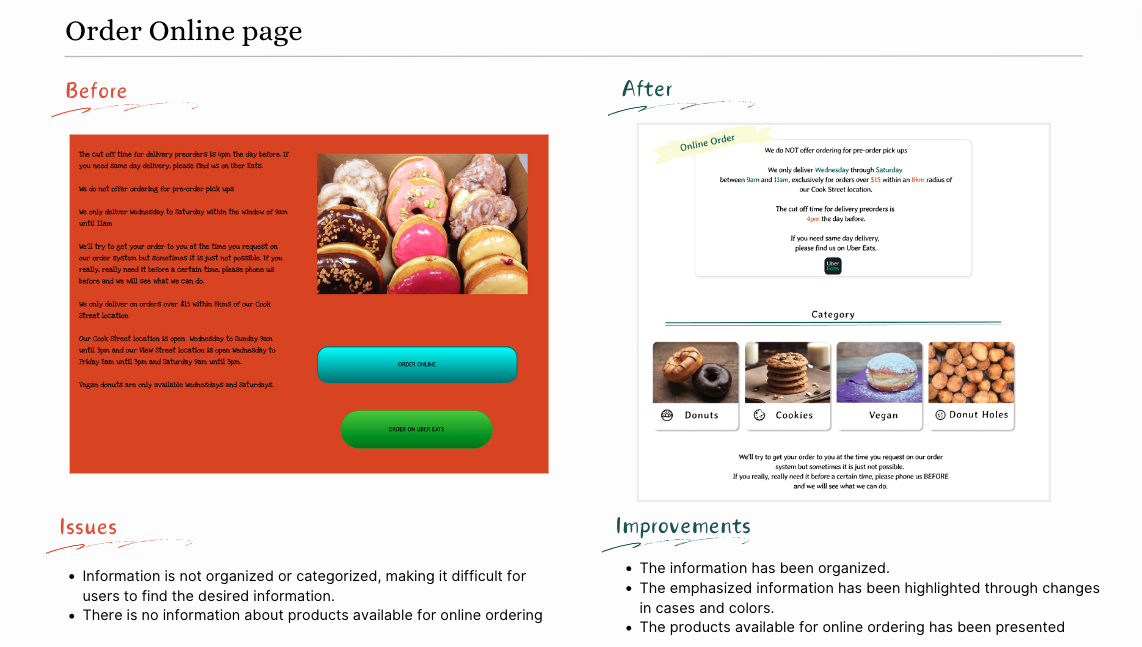 Order Online page
Before
The cut off time for delivery preorders is 4pm the day before. If
you need same day delivery, please find us on Uber Eats.
We do not offer ordering for pre-order pick ups
We only deliver Wednesday to Saturday within the window of 9am
until 11am
We'll try to get your order to you at the time you request on
our order system but sometimes it is just not possible. If you
really, really need it before a certain time, please phone us
before and we will see what we can do.
We only deliver on orders over $15 within 8kms of our Cook
Street location
Our Cook Street location is open Wednesday to Sunday 9am
until 3pm and our View Street location is open Wednesday to
Friday 8am until 3pm and Saturday 9am until 3pm.
Vegan donuts are only available Wednesdays and Saturdays.
ORDER ONLINE
ORDER ON UBER EATS
After
Online Order
We do NOT offer ordering for pre-order pick ups
We only deliver Wednesday through Saturday
between 9am and 11am, exclusively for orders over $15 within an 8km radius of
our Cook Street location.
The cut off time for delivery preorders is
4pm the day before.
If you need same day delivery,
please find us on Uber Eats.
Uber
Eats
Category
Donuts
Cookies
Vegan
Donut Holes
We'll try to get your order to you at the time you request on our order
system but sometimes it is just not possible.
If you really, really need it before a certain time, please phone us BEFORE
and we will see what we can do.
Issues
• Information is not organized or categorized, making it difficult for
users to find the desired information.
• There is no information about products available for online ordering
Improvements
• The information has been organized.
• The emphasized information has been highlighted through changes
in cases and colors.
• The products available for online ordering has been presented